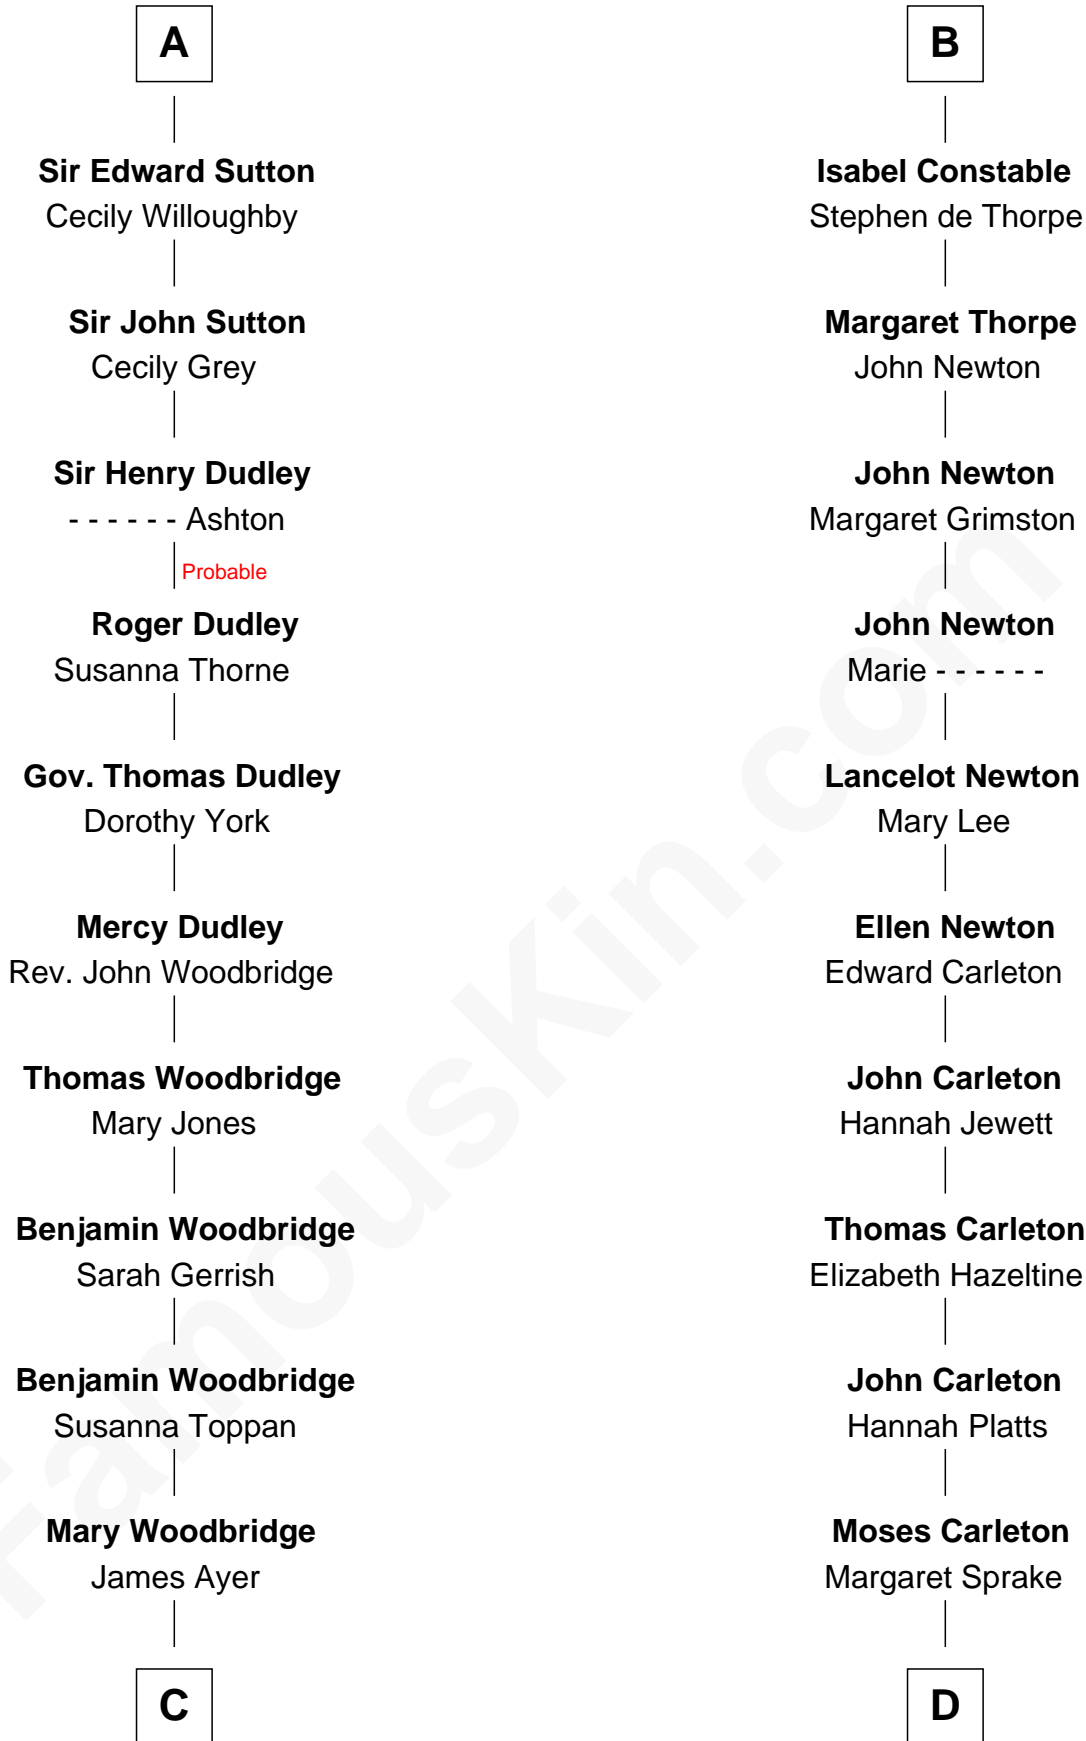 A
Sir Edward Sutton
Cecily Willoughby
Sir John Sutton
Cecily Grey
Sir Henry Dudley
- - - - - - Ashton
Probable
Roger Dudley
Susanna Thorne
Gov. Thomas Dudley
Dorothy York
Mercy Dudley
Rev. John Woodbridge
Thomas Woodbridge
Mary Jones
Benjamin Woodbridge
Sarah Gerrish
Benjamin Woodbridge
Susanna Toppan
Mary Woodbridge
James Ayer
C
B
Isabel Constable
Stephen de Thorpe
Margaret Thorpe
John Newton
John Newton
Margaret Grimston
John Newton
Marie - - - - - -
Lancelot Newton
Mary Lee
Ellen Newton
Edward Carleton
John Carleton
Hannah Jewett
Thomas Carleton
Elizabeth Hazeltine
John Carleton
Hannah Platts
Moses Carleton
Margaret Sprake
D
FamousKin.com